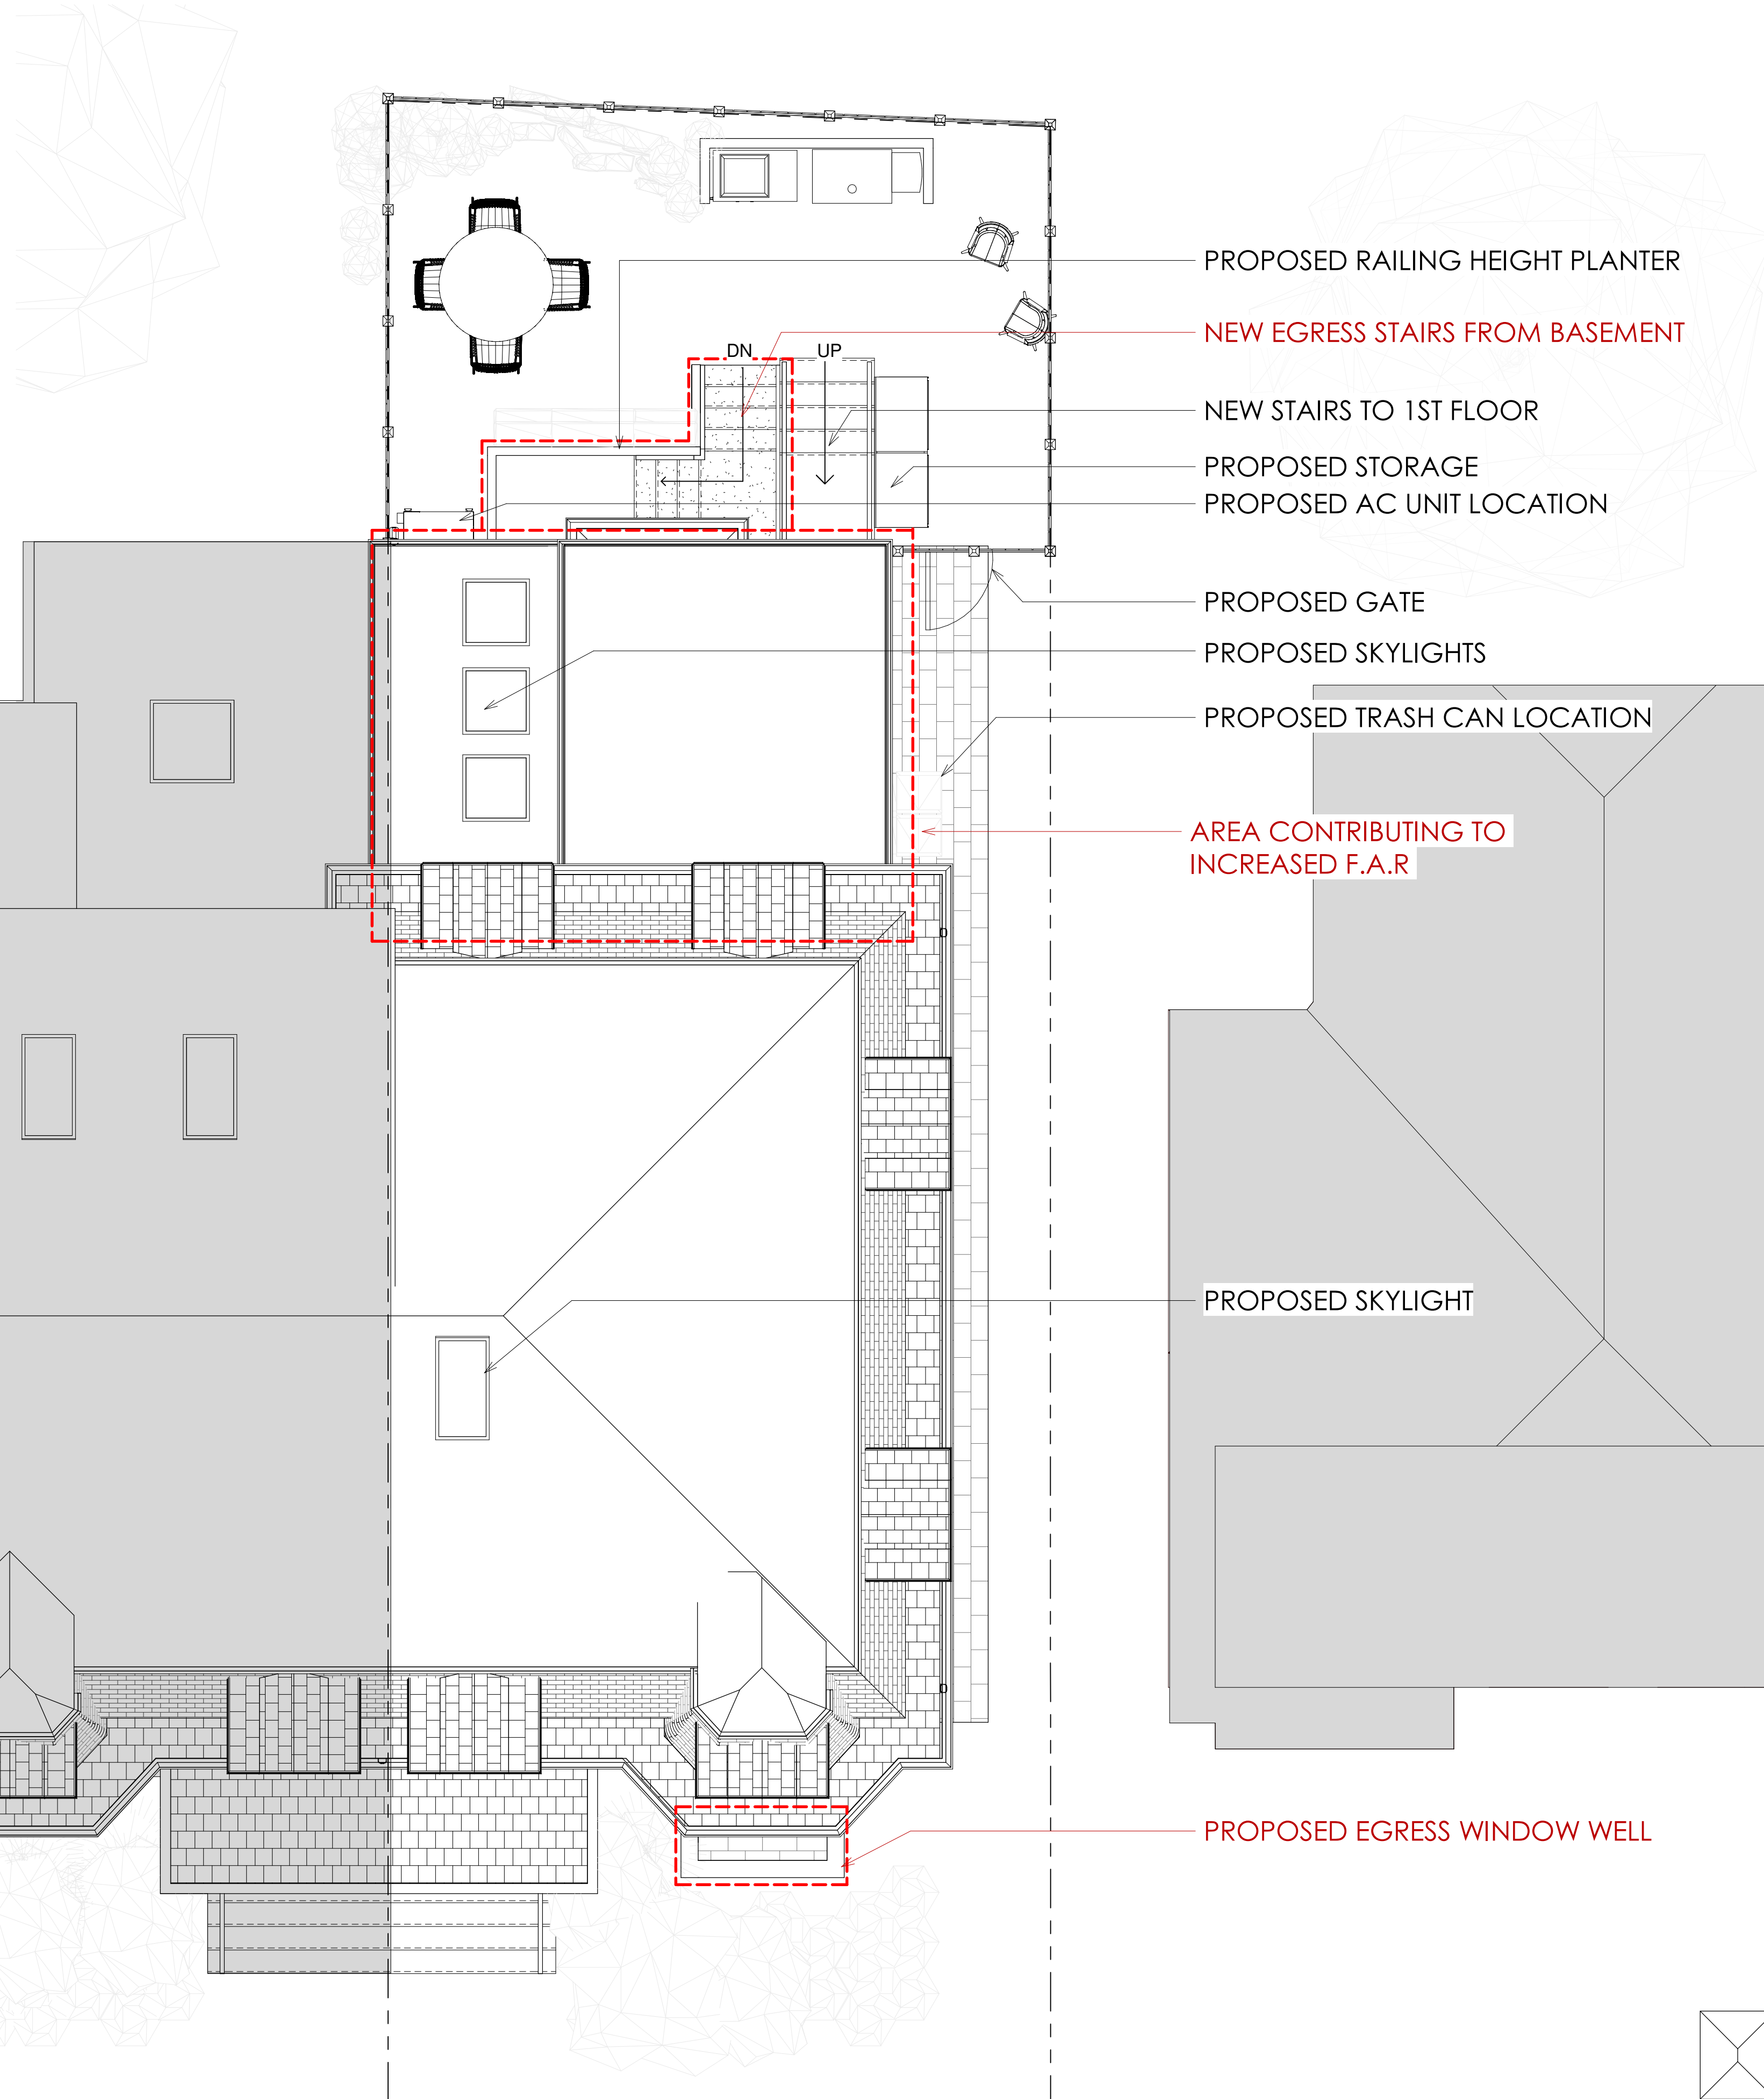 PROPOSED RAILING HEIGHT PLANTER
NEW EGRESS STAIRS FROM BASEMENT
DN
UP
NEW STAIRS TO 1ST FLOOR
PROPOSED STORAGE
PROPOSED AC UNIT LOCATION
PROPOSED GATE
PROPOSED SKYLIGHTS
PROPOSED TRASH CAN LOCATION
AREA CONTRIBUTING TO
INCREASED F.A.R
PROPOSED SKYLIGHT
PROPOSED EGRESS WINDOW WELL